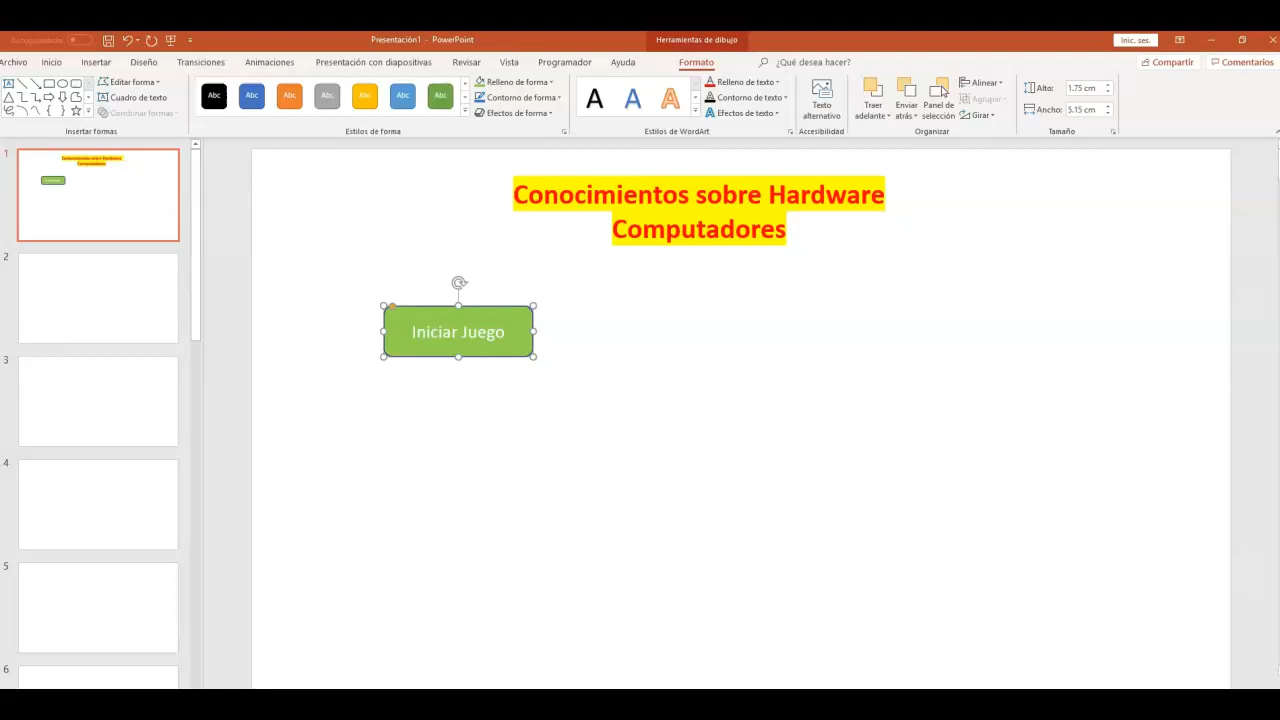 Autoguardado
Presentación1 - PowerPoint
Herramientas de dibujo
Inic. ses.
Archivo Inicio Insertar Diseño Transiciones Animaciones Presentación con diapositivas Revisar Vista Programador Ayuda Formato ¿Qué desea hacer? Compartir Comentarios
Editar forma
Cuadro de texto
Combinar formas
Insertar formas
Abc Abc Abc Abc Abc Abc Abc
Relleno de forma
Contorno de forma
Efectos de forma
Estilos de forma
A A A
Relleno de texto
Contorno de texto
Efectos de texto
Estilos de WordArt
Texto
alternativo
Accesibilidad
Traer
adelante
Enviar
atrás
Panel de
selección
Alinear
Agrupar
Girar
Organizar
Alto: 1.75 cm
Ancho: 5.15 cm
Tamaño
1
Conocimientos sobre Hardware
Computadores
2
3
4
5
6
Conocimientos sobre Hardware
Computadores
Iniciar Juego